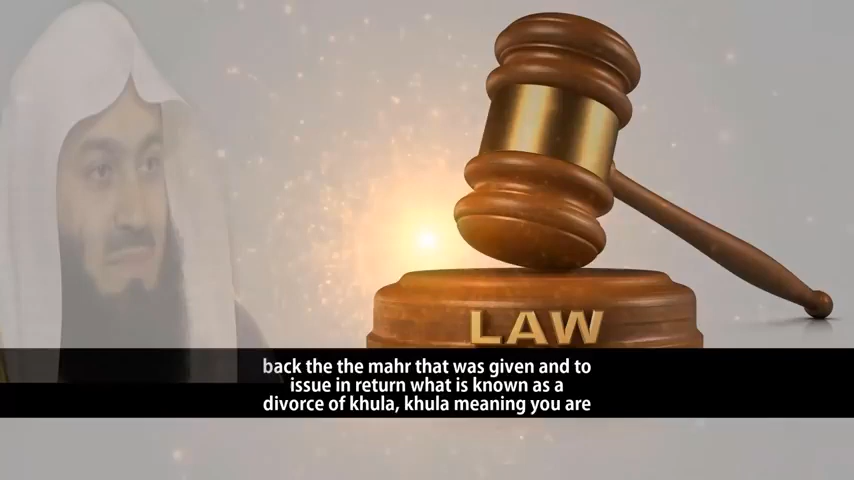 LAW
back the the mahr that was given and to
issue in return what is known as a
divorce of khula, khula meaning you are